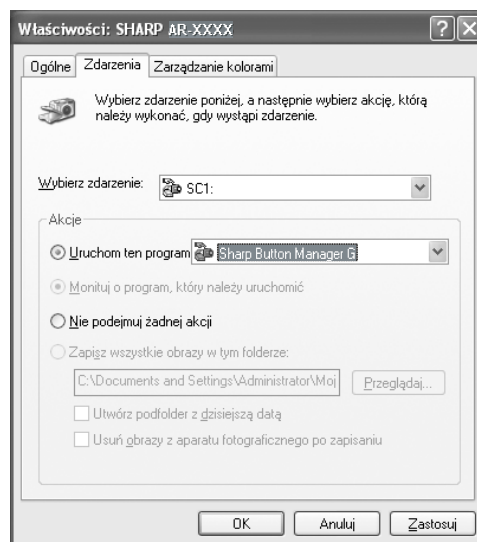 Właściwości: SHARP AR-XXXX
Ogólne Zdarzenia Zarządzanie kolorami
Wybierz zdarzenie poniżej, a następnie wybierz akcję, którą
należy wykonać, gdy wystąpi zdarzenie.
Wybierz zdarzenie: SC1:
Akcje
Uruchom ten program Sharp Button Manager G
Monituj o program, który należy uruchomić
Nie podejmuj żadnej akcji
Zapisz wszystkie obrazy w tym folderze:
C:\Documents and Settings\Administrator\Moj Przeglądaj...
Utwórz podfolder z dzisiejszą datą
Usuń obrazy z aparatu fotograficznego po zapisaniu
OK Anuluj Zastosuj